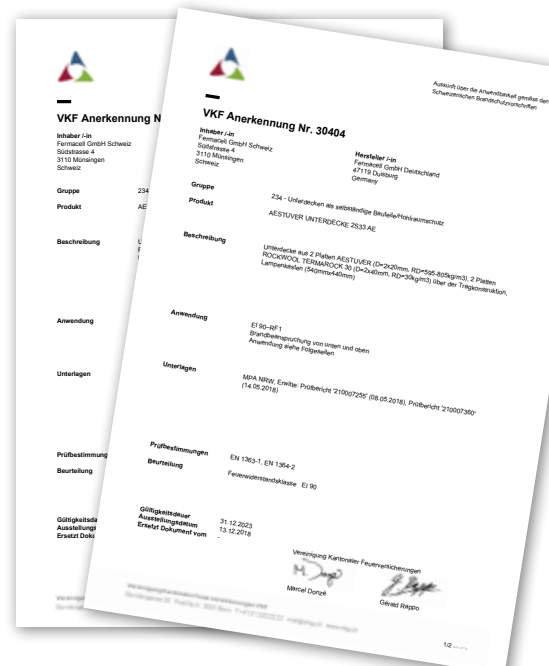 VKF Anerkennung N
Inhaber /-in
Fermacell GmbH Schweiz
Südstrasse 4
3110 Münsingen
Schweiz
Gruppe 234
Produkt AE
Beschreibung
Anwendung
Unterlagen
Prüfbestimmung
Beurteilung
Gültigkeitsda
Ausstellungs
Ersetzt Doku
Auskunft über die Anwendbarkeit gemäss den
Schweizerischen Brandschutzvorschriften
VKF Anerkennung Nr. 30404
Inhaber /-in
Fermacell GmbH Schweiz
Südstrasse 4
3110 Münsingen
Schweiz
Hersteller /-in
Fermacell GmbH Deutschland
47119 Duisburg
Germany
Gruppe 234 - Unterdecken als selbständige Bauteile/Hohlraumschutz
Produkt AESTUVER UNTERDECKE 2S33 AE
Beschreibung Unterdecke aus 2 Platten AESTUVER (D=2x20mm, RD=595-805kg/m3), 2 Platten
ROCKWOOL TERMAROCK 30 (D=2x40mm, RD=30kg/m3) über der Tragkonstruktion,
Lampenkasten (540mmx440mm)
Anwendung EI 90-RF1
Brandbeanspruchung von unten und oben
Anwendung siehe Folgeseiten
Unterlagen MPA NRW, Erwitte: Prüfbericht '210007255' (08.05.2018), Prüfbericht '210007360'
(14.05.2018)
Prüfbestimmungen EN 1363-1, EN 1364-2
Beurteilung Feuerwiderstandsklasse EI 90
Gültigkeitsdauer 31.12.2023
Ausstellungsdatum 13.12.2018
Ersetzt Dokument vom -
Vereinigung Kantonaler Feuerversicherungen
Marcel Donzé
Gérald Rappo
1/2